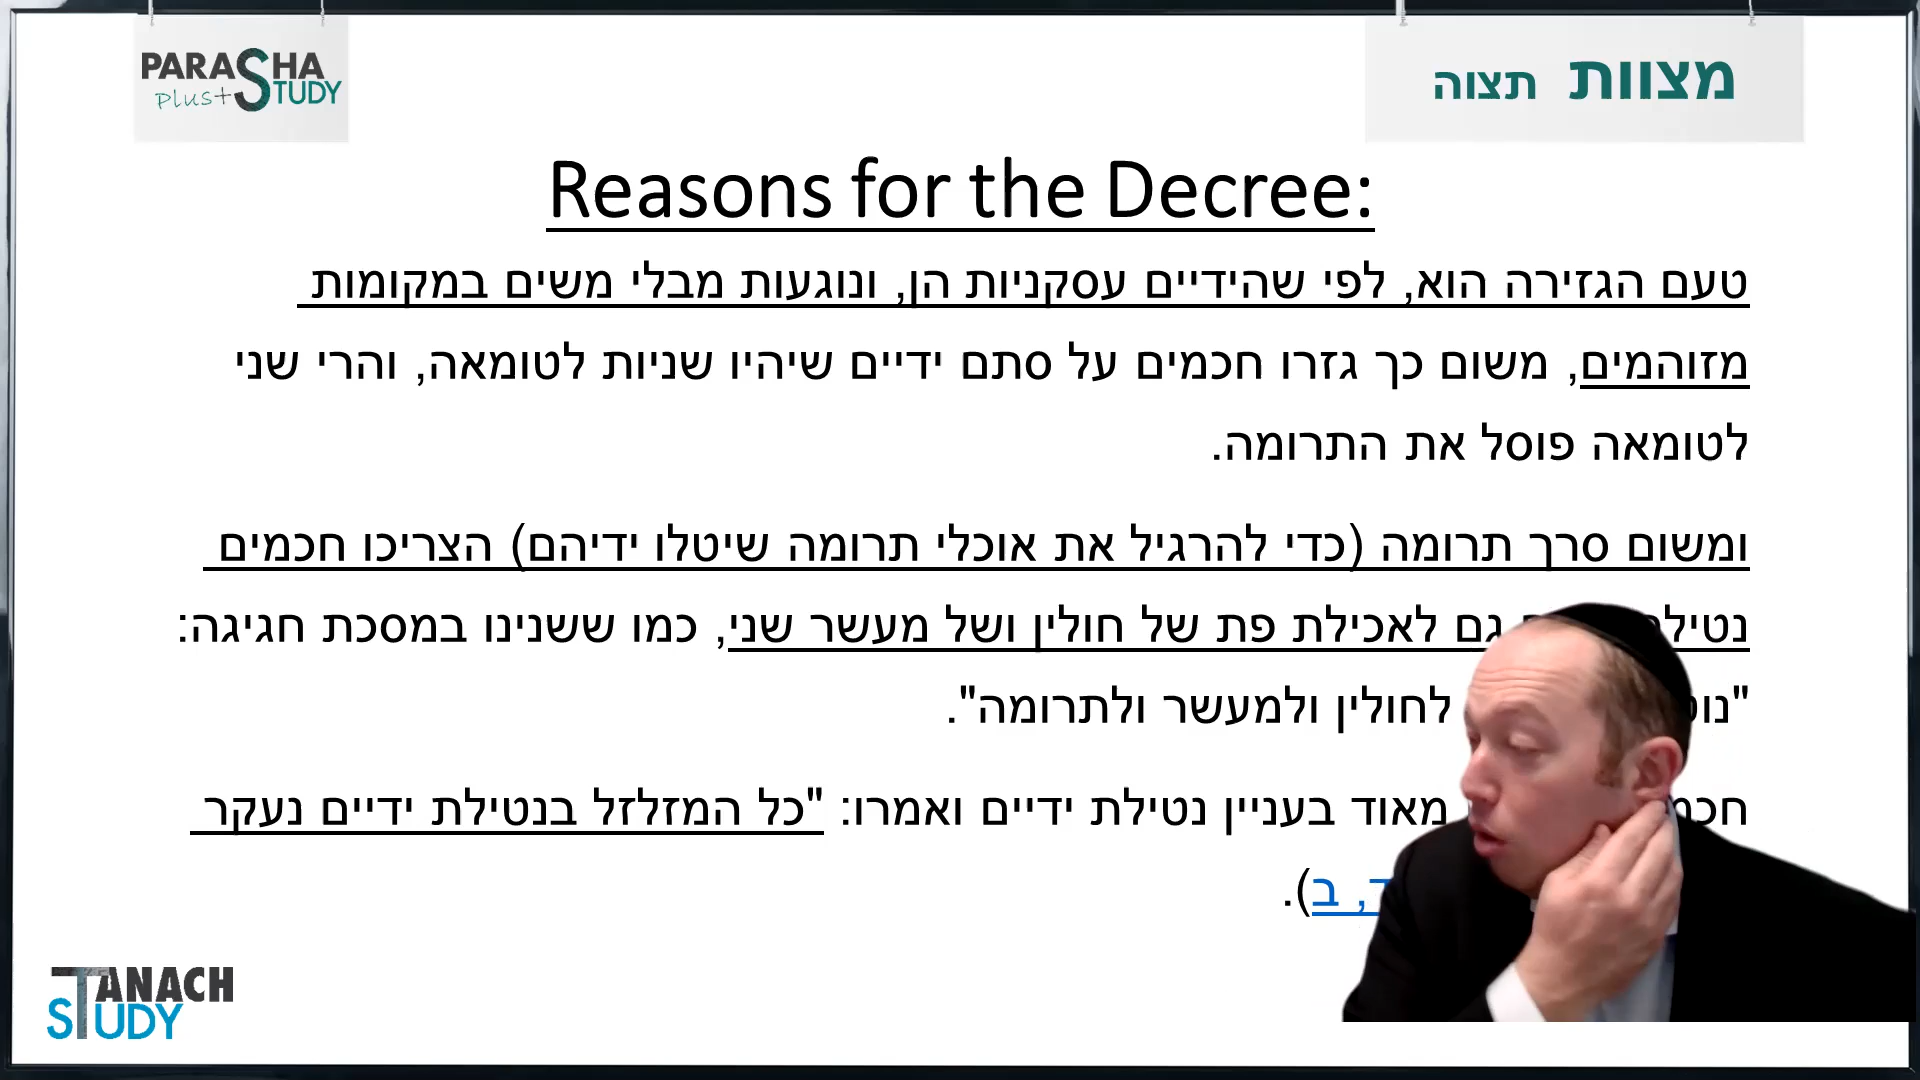 PARASHA
plus+ STUDY
מצוות תצוה
Reasons for the Decree:
טעם הגזירה הוא, לפי שהידיים עסקניות הן, ונוגעות מבלי משים במקומות
מזוהמים, משום כך גזרו חכמים על סתם ידיים שיהיו שניות לטומאה, והרי שני
לטומאה פוסל את התרומה.
ומשום סרך תרומה (כדי להרגיל את אוכלי תרומה שיטלו ידיהם) הצריכו חכמים
גם לאכילת פת של חולין ושל מעשר שני, כמו ששנינו במסכת חגיגה:
לחולין ולמעשר ולתרומה".
מאוד בעניין נטילת ידיים ואמרו: "כל המזלזל בנטילת ידיים נעקר
ב).
TANACH
STUDY